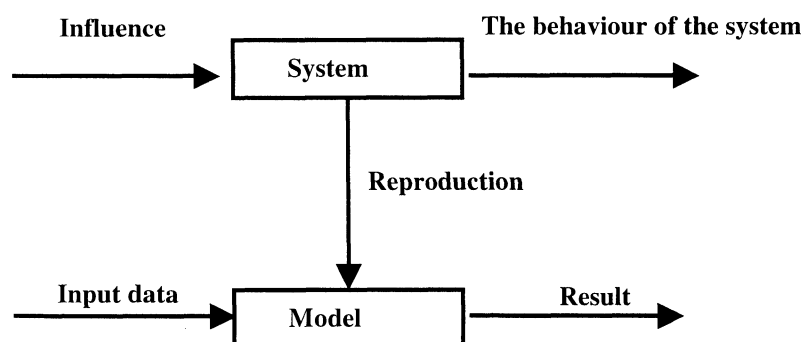 Influence
The behaviour of the system
System
Reproduction
Input data
Result
Model